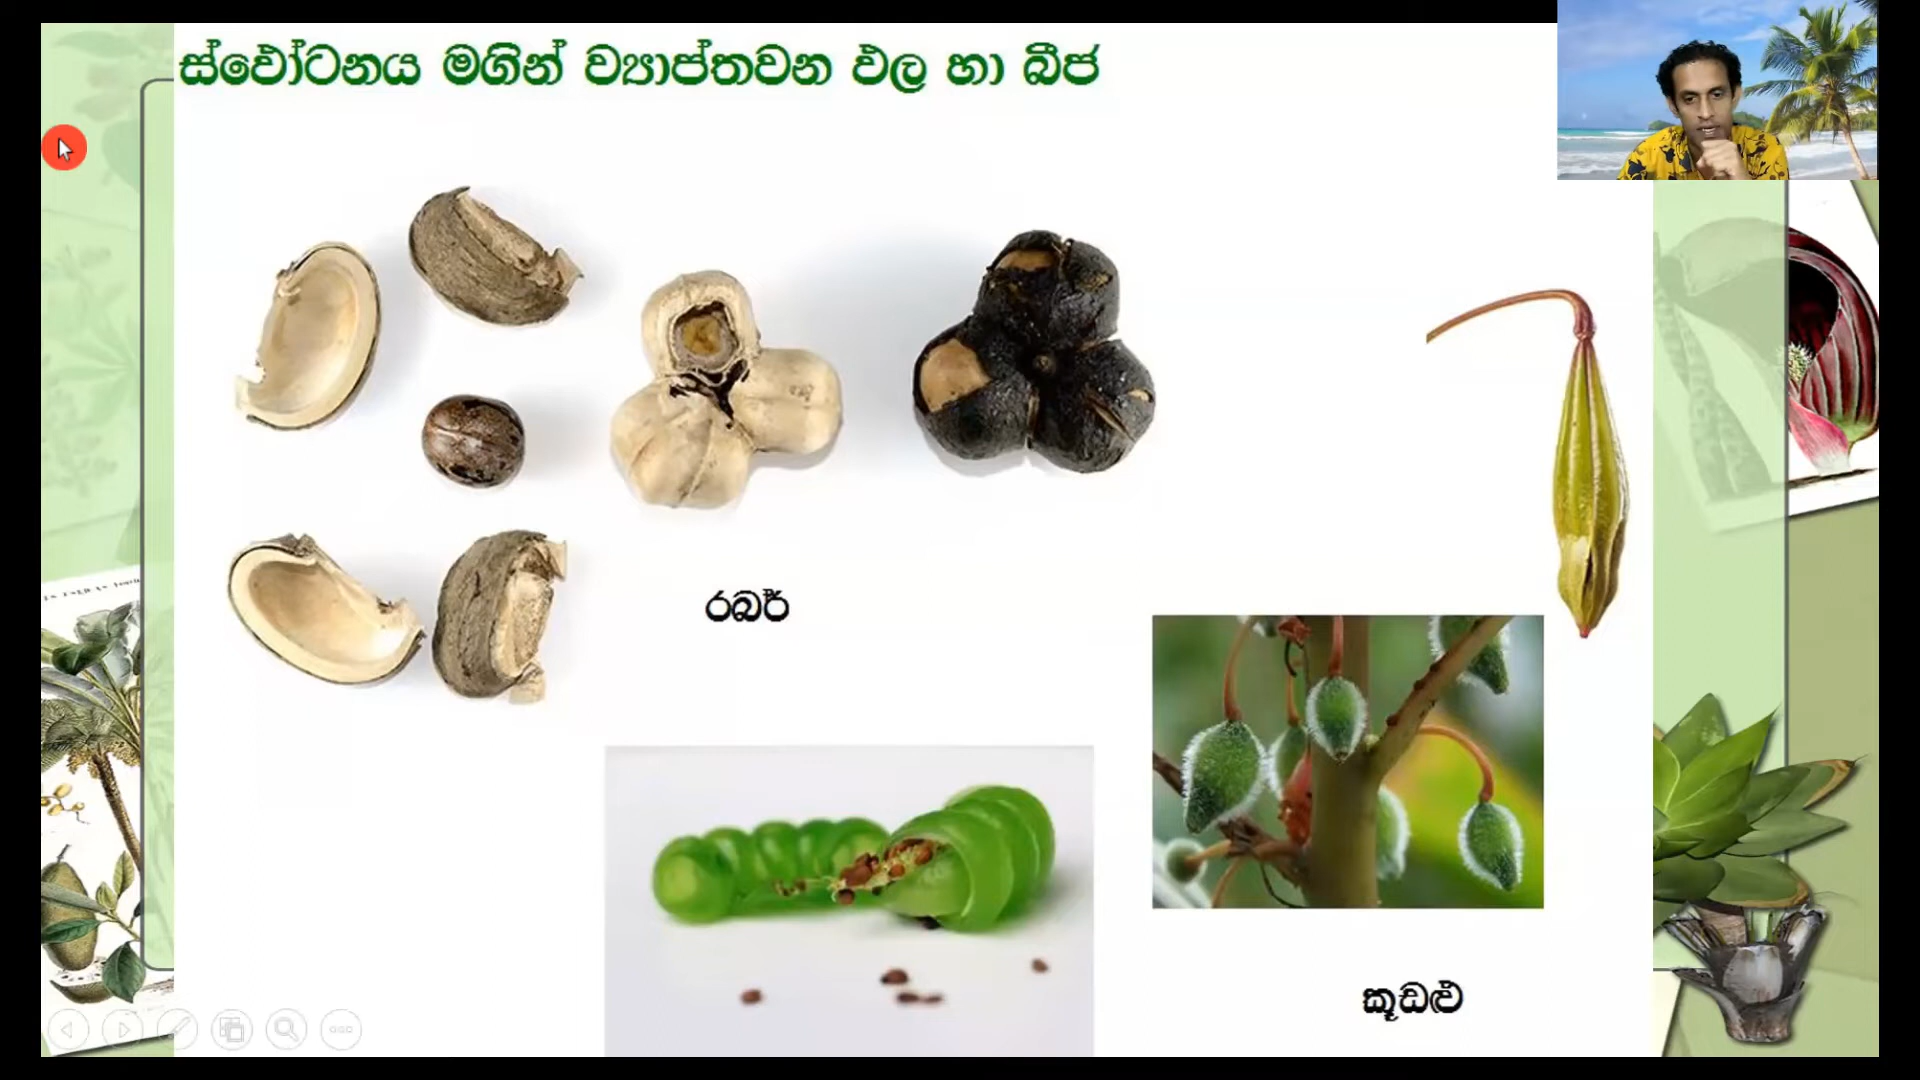 ස්ඵෝටනය මගින් ව්‍යාප්තවන ඵල හා බීජ
රබර්
කූඩළු